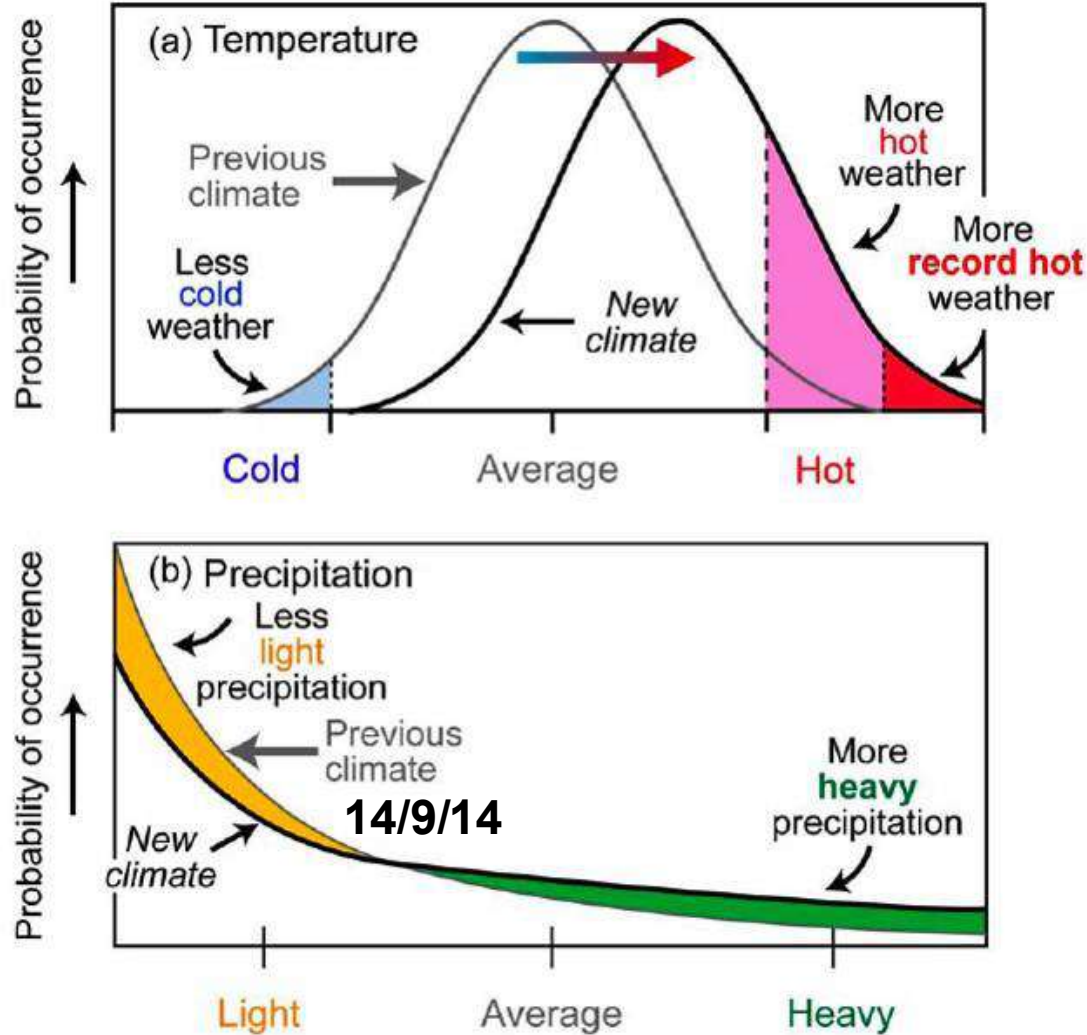 (a) Temperature
Probability of occurrence
Previous
climate
Less
cold
weather
New
climate
More
hot
weather
More
record hot
weather
Cold
Average
Hot
(b) Precipitation
Probability of occurrence
Less
light
precipitation
Previous
climate
14/9/14
New
climate
More
heavy
precipitation
Light
Average
Heavy